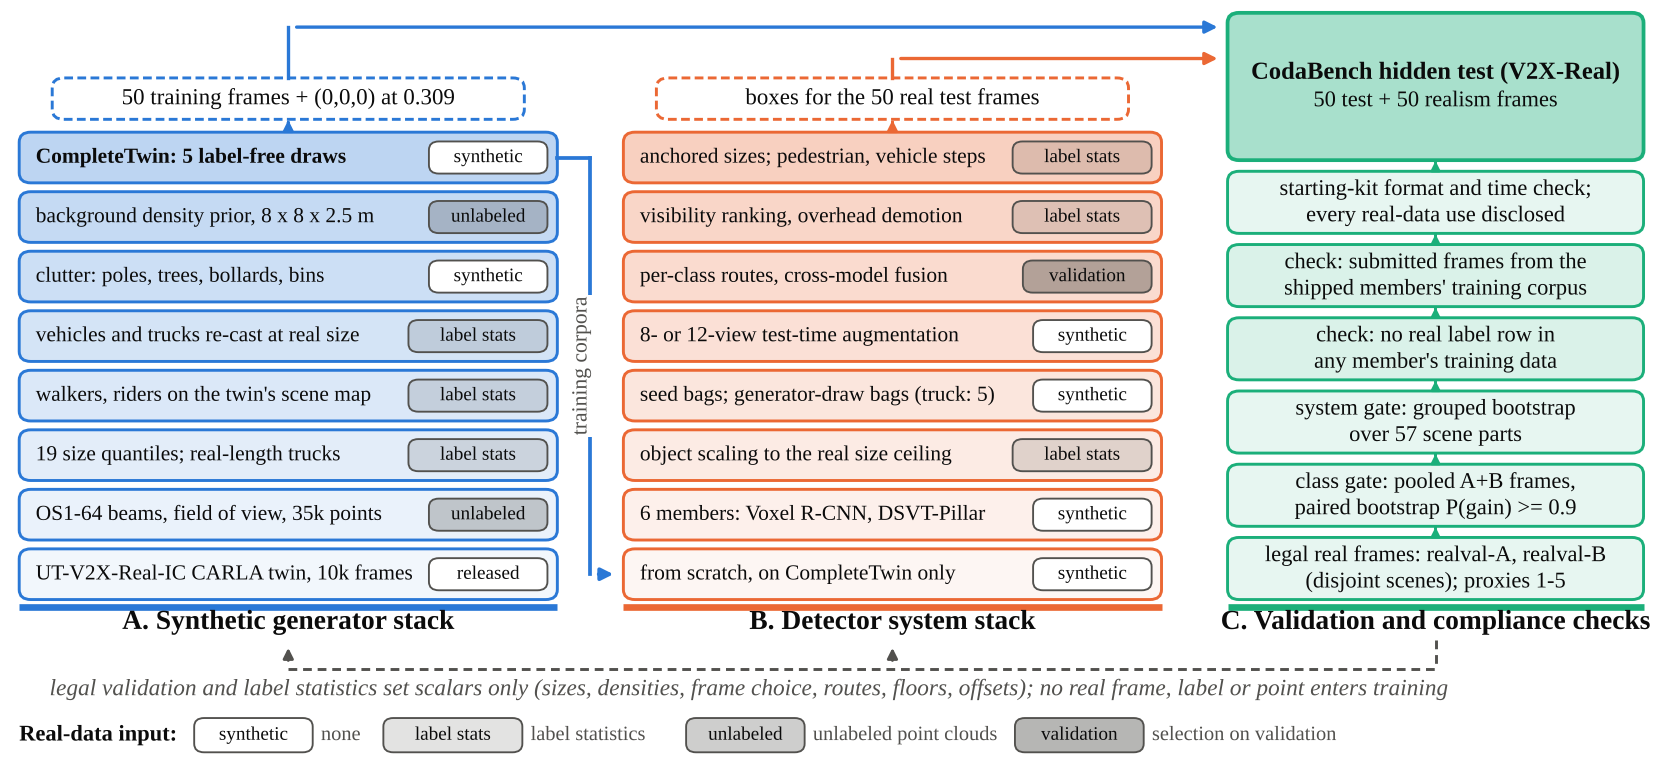 50 training frames + (0,0,0) at 0.309
CompleteTwin: 5 label-free draws
synthetic
background density prior, 8 x 8 x 2.5 m
unlabeled
clutter: poles, trees, bollards, bins
synthetic
vehicles and trucks re-cast at real size
label stats
walkers, riders on the twin's scene map
label stats
19 size quantiles; real-length trucks
label stats
OS1-64 beams, field of view, 35k points
unlabeled
UT-V2X-Real-IC CARLA twin, 10k frames
released
A. Synthetic generator stack
training corpora
boxes for the 50 real test frames
anchored sizes; pedestrian, vehicle steps
label stats
visibility ranking, overhead demotion
label stats
per-class routes, cross-model fusion
validation
8- or 12-view test-time augmentation
synthetic
seed bags; generator-draw bags (truck: 5)
synthetic
object scaling to the real size ceiling
label stats
6 members: Voxel R-CNN, DSVT-Pillar
synthetic
from scratch, on CompleteTwin only
synthetic
B. Detector system stack
CodaBench hidden test (V2X-Real)
50 test + 50 realism frames
starting-kit format and time check;
every real-data use disclosed
check: submitted frames from the
shipped members' training corpus
check: no real label row in
any member's training data
system gate: grouped bootstrap
over 57 scene parts
class gate: pooled A+B frames,
paired bootstrap P(gain) >= 0.9
legal real frames: realval-A, realval-B
(disjoint scenes); proxies 1-5
C. Validation and compliance checks
legal validation and label statistics set scalars only (sizes, densities, frame choice, routes, floors, offsets); no real frame, label or point enters training
Real-data input:
synthetic
none
label stats
label statistics
unlabeled
unlabeled point clouds
validation
selection on validation